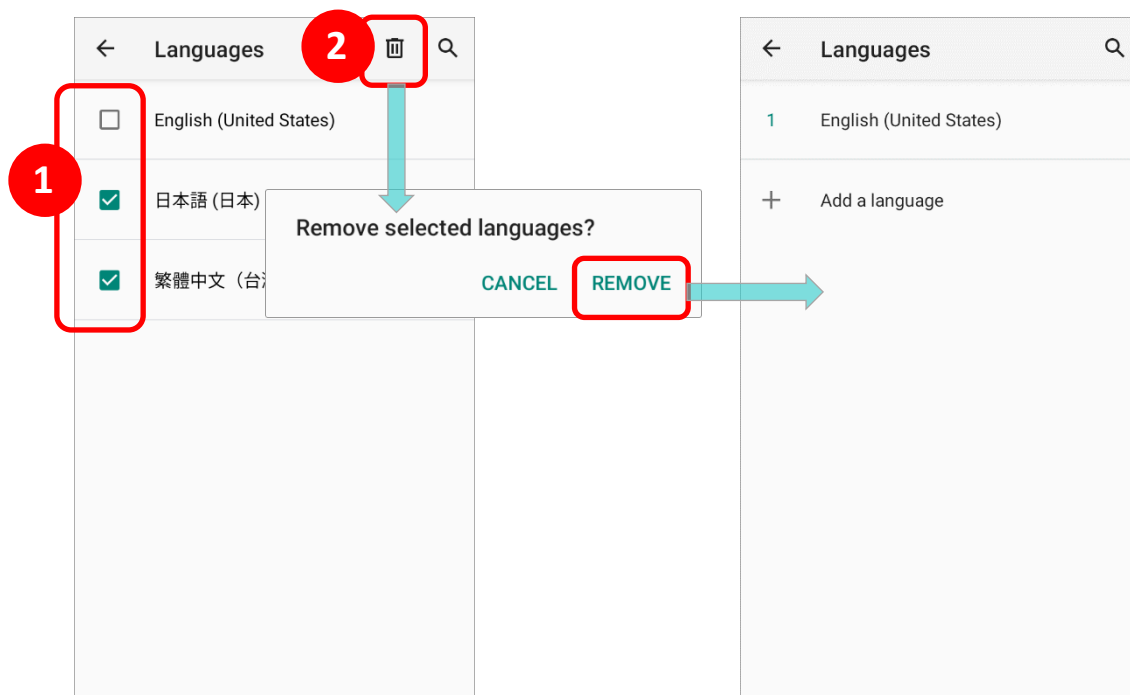 Languages
2
1
English (United States)
日本語 (日本)
繁體中文（台
Remove selected languages?
CANCEL
REMOVE
Languages
1
English (United States)
Add a language